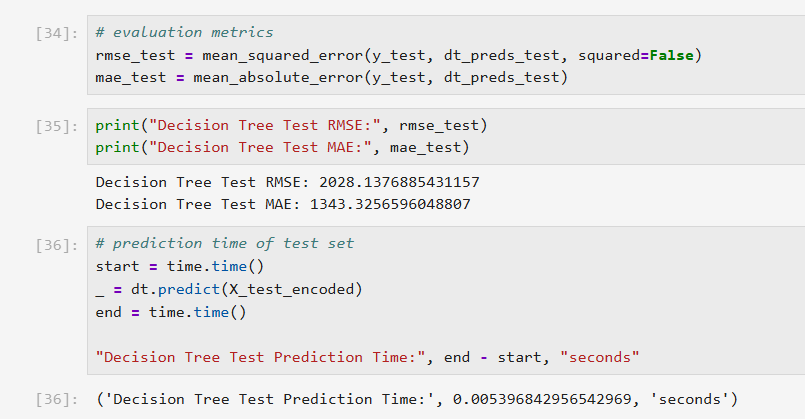 [34]: # evaluation metrics
rmse_test = mean_squared_error(y_test, dt_preds_test, squared=False)
mae_test = mean_absolute_error(y_test, dt_preds_test)
[35]: print("Decision Tree Test RMSE:", rmse_test)
print("Decision Tree Test MAE:", mae_test)
Decision Tree Test RMSE: 2028.1376885431157
Decision Tree Test MAE: 1343.3256596048807
[36]: # prediction time of test set
start = time.time()
_ = dt.predict(X_test_encoded)
end = time.time()
"Decision Tree Test Prediction Time:", end - start, "seconds"
[36]: ('Decision Tree Test Prediction Time:', 0.005396842956542969, 'seconds')